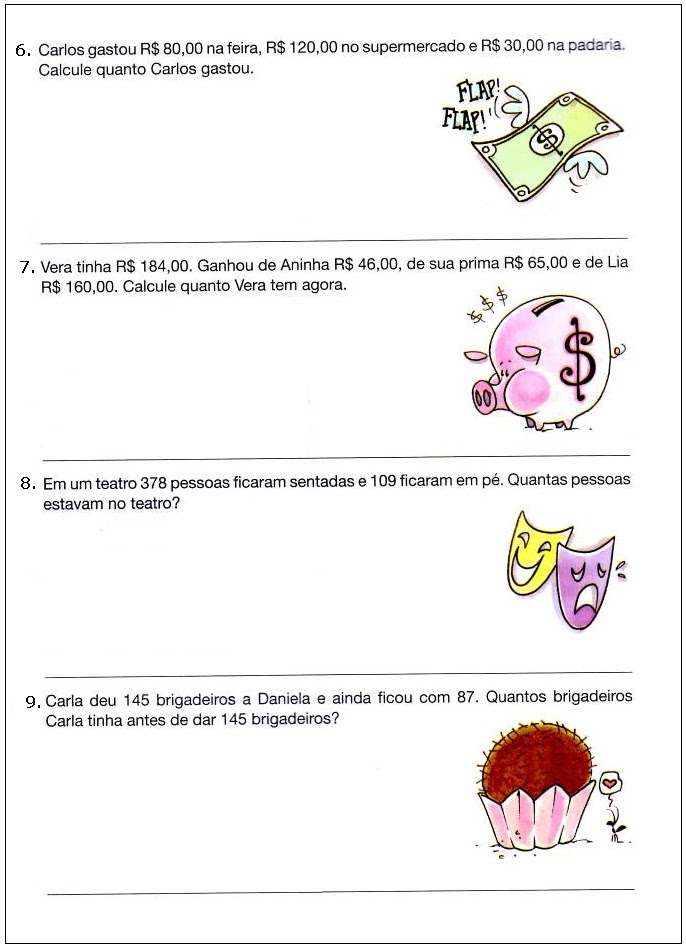 6. Carlos gastou R$ 80,00 na feira, R$ 120,00 no supermercado e R$ 30,00 na padaria.
Calcule quanto Carlos gastou.
FLAP!
FLAP!
$
7. Vera tinha R$ 184,00. Ganhou de Aninha R$ 46,00, de sua prima R$ 65,00 e de Lia
R$ 160,00. Calcule quanto Vera tem agora.
$ $ $
$
8. Em um teatro 378 pessoas ficaram sentadas e 109 ficaram em pé. Quantas pessoas
estavam no teatro?
9. Carla deu 145 brigadeiros a Daniela e ainda ficou com 87. Quantos brigadeiros
Carla tinha antes de dar 145 brigadeiros?